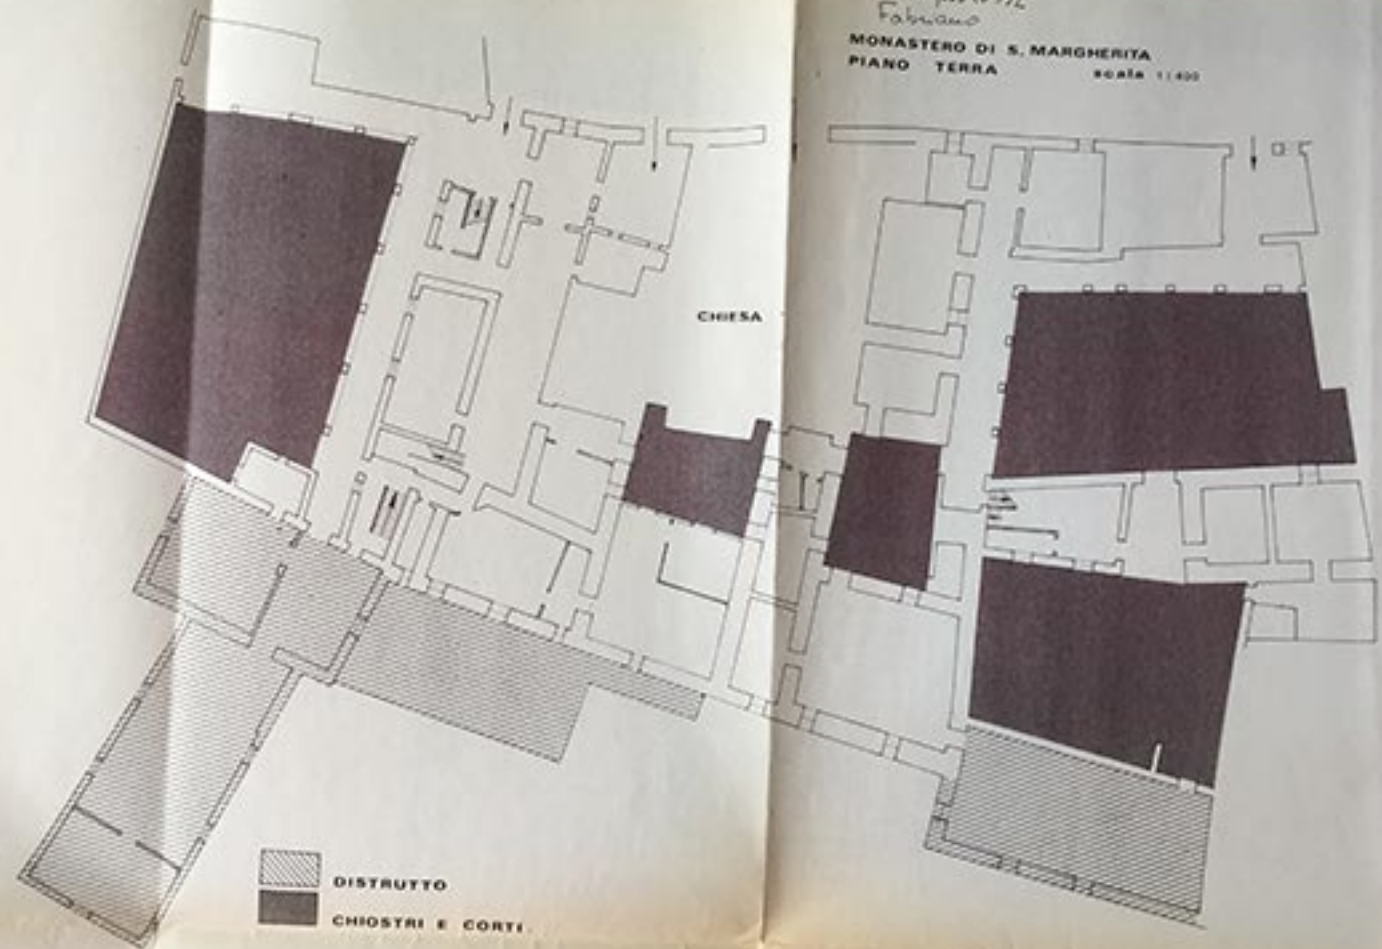 Fabriano
MONASTERO DI S. MARGHERITA
PIANO TERRA scala 1:400
CHIESA
DISTRUTTO
CHIOSTRI E CORTI.